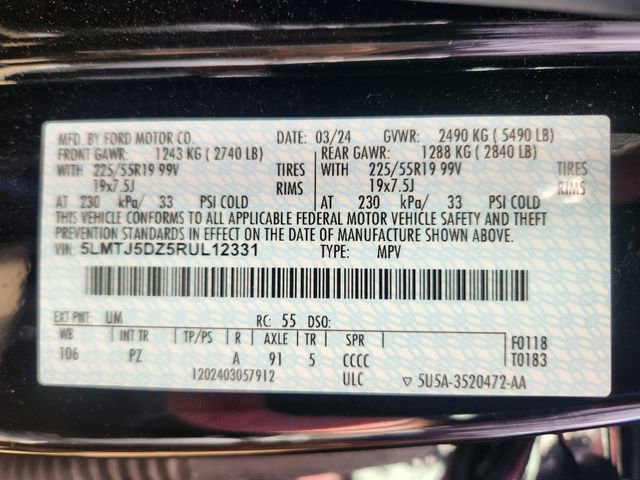 MFD. BY FORD MOTOR CO. DATE: 03/24 GVWR: 2490 KG ( 5490 LB)
FRONT GAWR: 1243 KG ( 2740 LB) REAR GAWR: 1288 KG ( 2840 LB)
WITH 225/55R19 99V TIRES WITH 225/55R19 99V TIRES
19x7.5J RIMS 19x7.5J RIMS
AT 230 kPa/ 33 PSI COLD AT 230 kPa/ 33 PSI COLD
THIS VEHICLE CONFORMS TO ALL APPLICABLE FEDERAL MOTOR VEHICLE SAFETY AND THEFT
PREVENTION STANDARDS IN EFFECT ON THE DATE OF MANUFACTURE SHOWN ABOVE.
VIN: 5LMTJ5DZ5RUL12331 TYPE: MPV
EXT PNT: UM RC: 55 DSO:
WB INT TR TP/PS R AXLE TR SPR F0118
106 PZ A 91 5 CCCC T0183
1202403057912 ULC ▽ 5U5A-3520472-AA